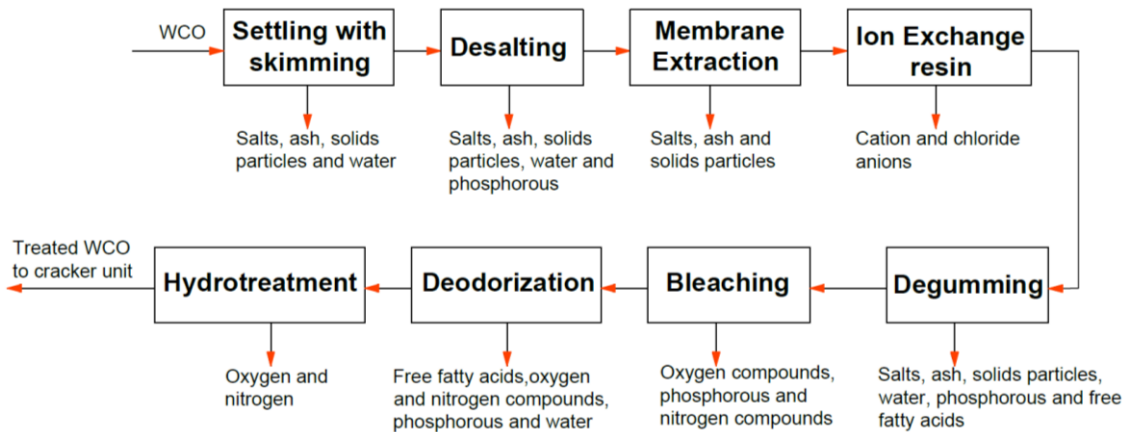 WCO
Settling with
skimming
Desalting
Membrane
Extraction
Ion Exchange
resin
Salts, ash, solids
particles and water
Salts, ash, solids
particles, water and
phosphorous
Salts, ash and
solids particles
Cation and chloride
anions
Treated WCO
to cracker unit
Hydrotreatment
Deodorization
Bleaching
Degumming
Oxygen and
nitrogen
Free fatty acids,oxygen
and nitrogen compounds,
phosphorous and water
Oxygen compounds,
phosphorous and
nitrogen compounds
Salts, ash, solids particles,
water, phosphorous and free
fatty acids